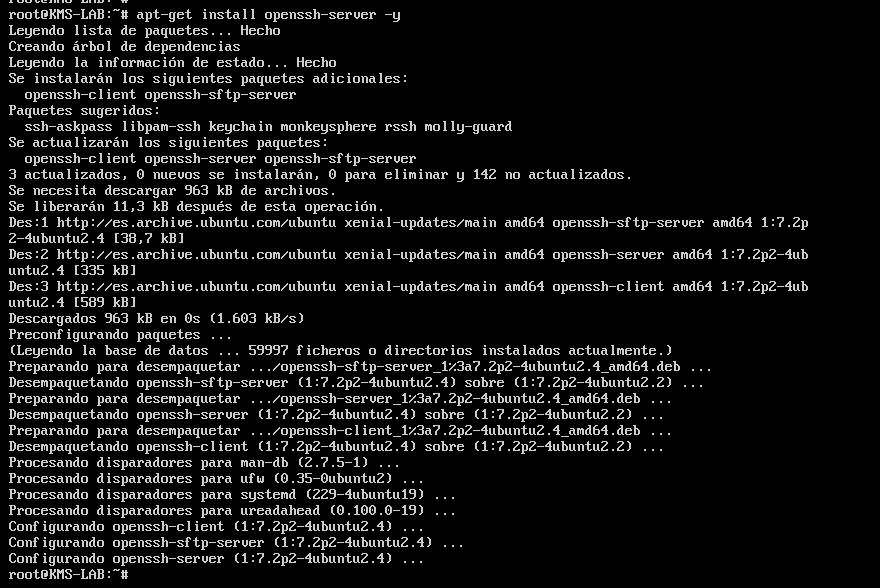 root@KMS-LAB:~#
root@KMS-LAB:~# apt-get install openssh-server -y
Leyendo lista de paquetes... Hecho
Creando árbol de dependencias
Leyendo la información de estado... Hecho
Se instalarán los siguientes paquetes adicionales:
  openssh-client openssh-sftp-server
Paquetes sugeridos:
  ssh-askpass libpam-ssh keychain monkeysphere rssh molly-guard
Se actualizarán los siguientes paquetes:
  openssh-client openssh-server openssh-sftp-server
3 actualizados, 0 nuevos se instalarán, 0 para eliminar y 142 no actualizados.
Se necesita descargar 963 kB de archivos.
Se liberarán 11,3 kB después de esta operación.
Des:1 http://es.archive.ubuntu.com/ubuntu xenial-updates/main amd64 openssh-sftp-server amd64 1:7.2p
2-4ubuntu2.4 [38,7 kB]
Des:2 http://es.archive.ubuntu.com/ubuntu xenial-updates/main amd64 openssh-server amd64 1:7.2p2-4ub
untu2.4 [335 kB]
Des:3 http://es.archive.ubuntu.com/ubuntu xenial-updates/main amd64 openssh-client amd64 1:7.2p2-4ub
untu2.4 [589 kB]
Descargados 963 kB en 0s (1.603 kB/s)
Preconfigurando paquetes ...
(Leyendo la base de datos ... 59997 ficheros o directorios instalados actualmente.)
Preparando para desempaquetar .../openssh-sftp-server_1%3a7.2p2-4ubuntu2.4_amd64.deb ...
Desempaquetando openssh-sftp-server (1:7.2p2-4ubuntu2.4) sobre (1:7.2p2-4ubuntu2.2) ...
Preparando para desempaquetar .../openssh-server_1%3a7.2p2-4ubuntu2.4_amd64.deb ...
Desempaquetando openssh-server (1:7.2p2-4ubuntu2.4) sobre (1:7.2p2-4ubuntu2.2) ...
Preparando para desempaquetar .../openssh-client_1%3a7.2p2-4ubuntu2.4_amd64.deb ...
Desempaquetando openssh-client (1:7.2p2-4ubuntu2.4) sobre (1:7.2p2-4ubuntu2.2) ...
Procesando disparadores para man-db (2.7.5-1) ...
Procesando disparadores para ufw (0.35-0ubuntu2) ...
Procesando disparadores para systemd (229-4ubuntu19) ...
Procesando disparadores para ureadahead (0.100.0-19) ...
Configurando openssh-client (1:7.2p2-4ubuntu2.4) ...
Configurando openssh-sftp-server (1:7.2p2-4ubuntu2.4) ...
Configurando openssh-server (1:7.2p2-4ubuntu2.4) ...
root@KMS-LAB:~#